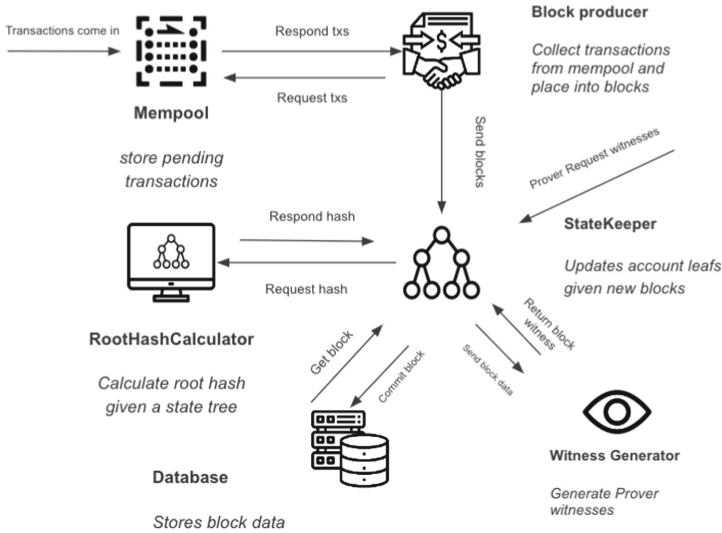 Transactions come in
Respond txs
Request txs
Mempool
store pending
transactions
$
Block producer
Collect transactions
from mempool and
place into blocks
Send blocks
Prover Request witnesses
StateKeeper
Updates account leafs
given new blocks
Respond hash
Request hash
RootHashCalculator
Calculate root hash
given a state tree
Get block
Commit block
Send block data
Return block
witness
Database
Stores block data
Witness Generator
Generate Prover
witnesses